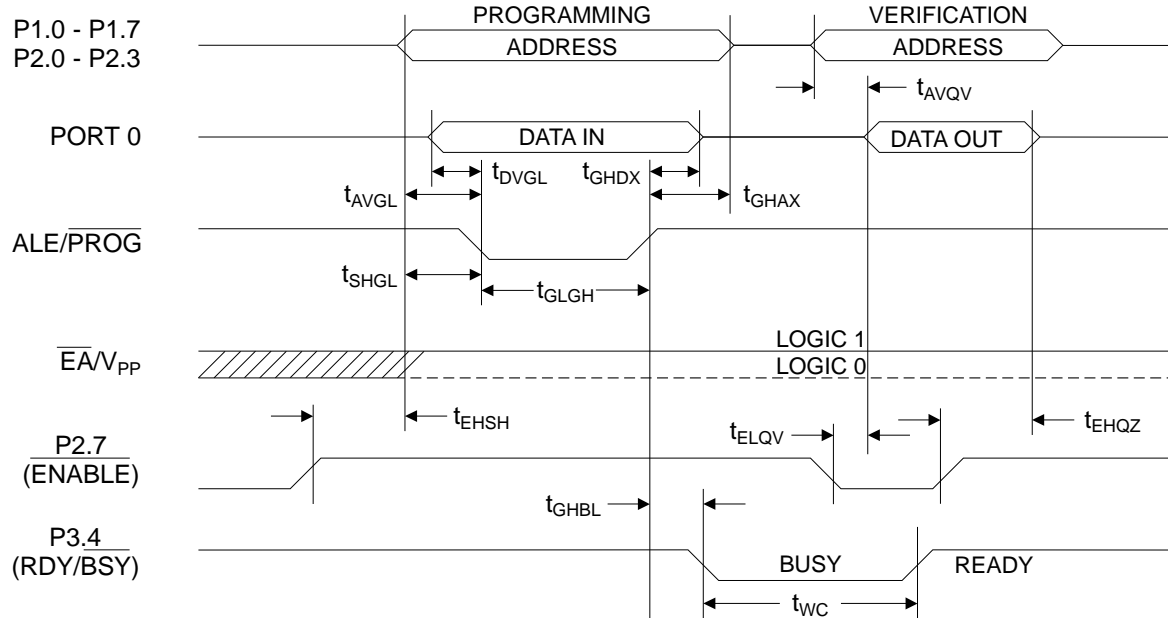 PROGRAMMING
VERIFICATION
P1.0 - P1.7
P2.0 - P2.3
ADDRESS
ADDRESS
tAVQV
PORT 0
DATA IN
DATA OUT
tDVGL
tGHDX
tAVGL
tGHAX
ALE/PROG
tSHGL
tGLGH
EA/VPP
LOGIC 1
LOGIC 0
tEHSH
tELQV
tEHQZ
P2.7
(ENABLE)
tGHBL
P3.4
(RDY/BSY)
BUSY
READY
tWC